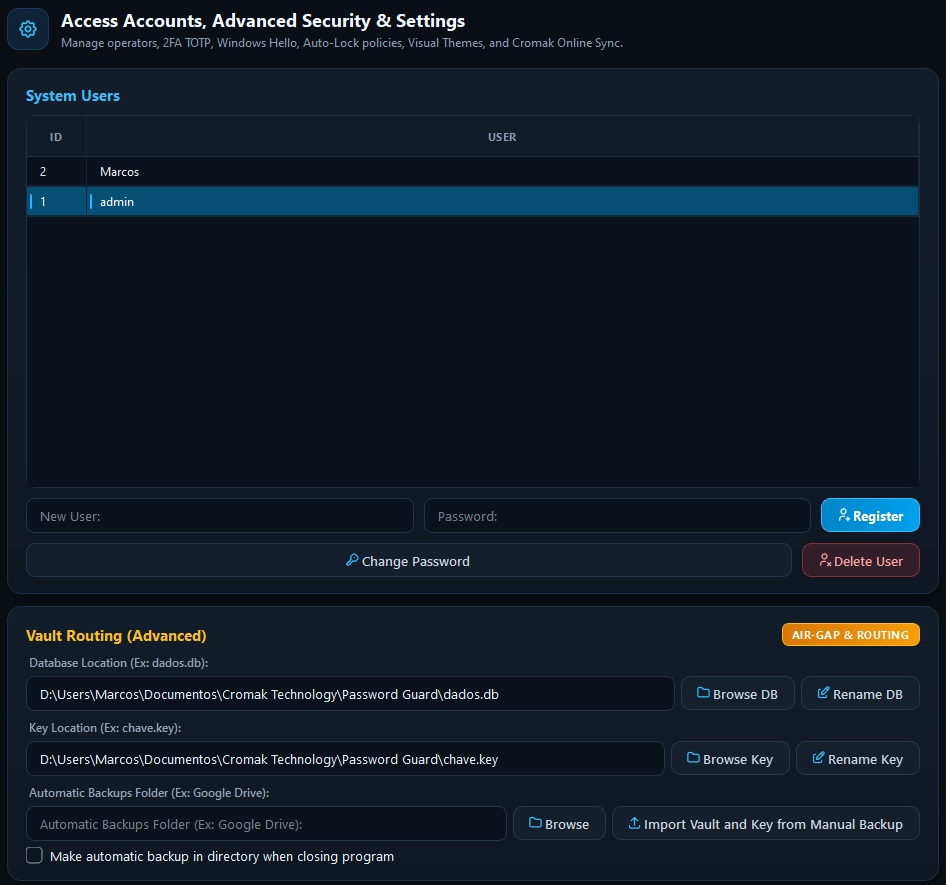 Access Accounts, Advanced Security & Settings
Manage operators, 2FA TOTP, Windows Hello, Auto-Lock policies, Visual Themes, and Cromak Online Sync.
System Users
ID USER
2 Marcos
1 admin
New User: Password: Register
Change Password Delete User
Vault Routing (Advanced) AIR-GAP & ROUTING
Database Location (Ex: dados.db):
D:\Users\Marcos\Documentos\Cromak Technology\Password Guard\dados.db Browse DB Rename DB
Key Location (Ex: chave.key):
D:\Users\Marcos\Documentos\Cromak Technology\Password Guard\chave.key Browse Key Rename Key
Automatic Backups Folder (Ex: Google Drive):
Automatic Backups Folder (Ex: Google Drive): Browse Import Vault and Key from Manual Backup
Make automatic backup in directory when closing program